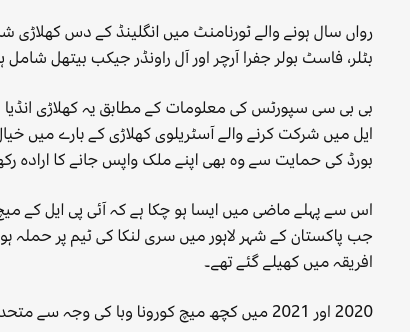 رواں سال ہونے والے ٹورنامنٹ میں انگلینڈ کے دس کھلاڑی
بٹلر، فاسٹ بولر جفرا آرچر اور آل راونڈر جیکب بیتھل شامل
بی بی سی سپورٹس کی معلومات کے مطابق یہ کھلاڑی انڈیا
ایل میں شرکت کرنے والے آسٹریلوی کھلاڑی کے بارے میں خیال
بورڈ کی حمایت سے وہ بھی اپنے ملک واپس جانے کا ارادہ
اس سے پہلے ماضی میں ایسا ہو چکا ہے کہ آئی پی ایل کے
جب پاکستان کے شہر لاہور میں سری لنکا کی ٹیم پر حملہ
افریقہ میں کھیلے گئے تھے۔
2020 اور 2021 میں کچھ میچ کورونا وبا کی وجہ سے